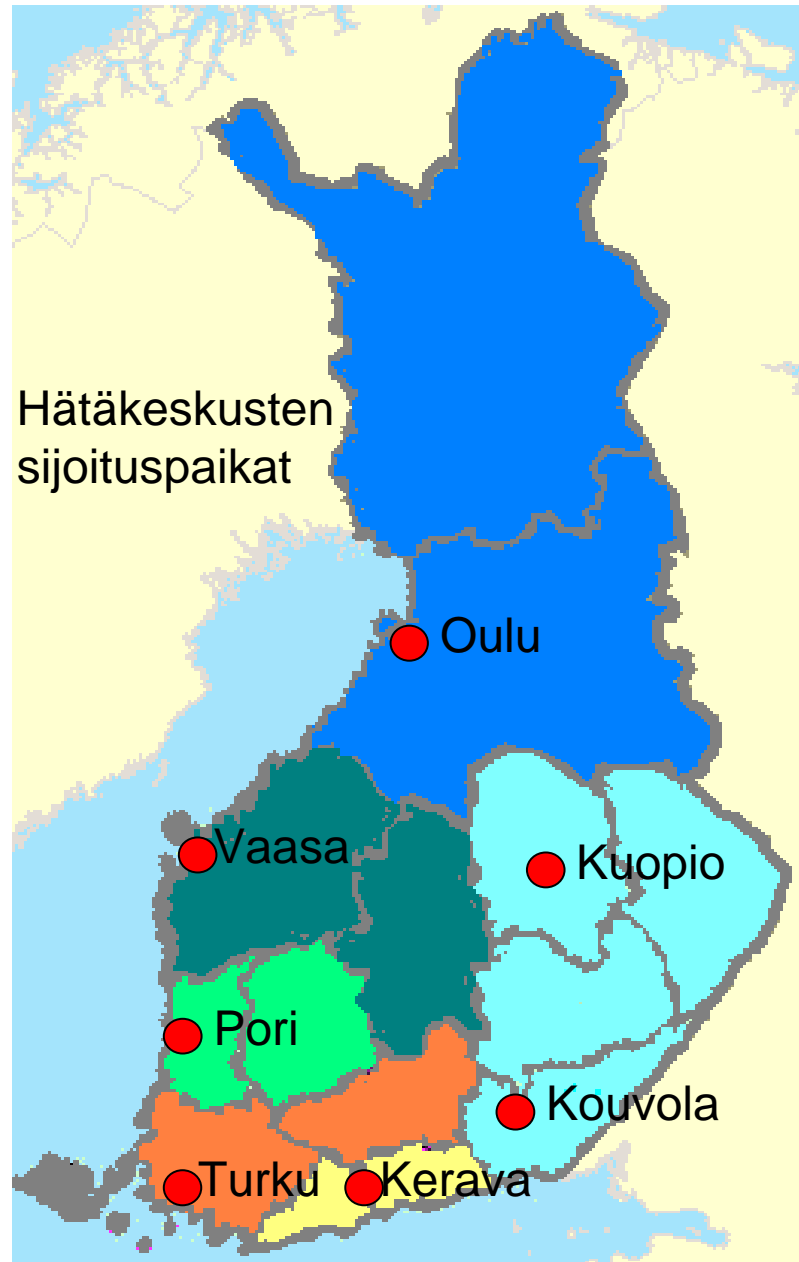 Hätäkeskusten
sijoituspaikat
Oulu
Vaasa
Kuopio
Pori
Kouvola
Turku
Kerava